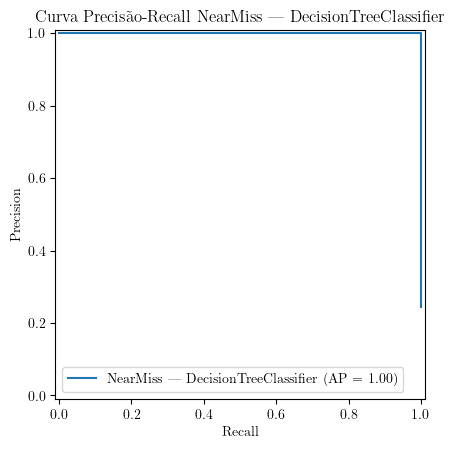 Curva Precisão-Recall NearMiss — DecisionTreeClassifier
1.0
0.8
0.6
0.4
0.2
0.0
Precision
NearMiss — DecisionTreeClassifier (AP = 1.00)
0.0 0.2 0.4 0.6 0.8 1.0
Recall